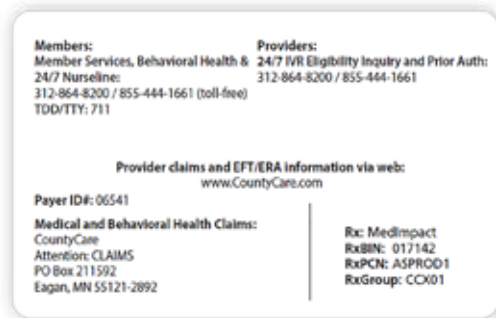 Members:
Member Services, Behavioral Health &
24/7 Nurseline:
312-864-8200 / 855-444-1661 (toll-free)
TDD/TTY: 711
Providers:
24/7 IVR Eligibility Inquiry and Prior Auth:
312-864-8200 / 855-444-1661
Provider claims and EFT/ERA information via web:
www.CountyCare.com
Payer ID#: 06541
Medical and Behavioral Health Claims:
CountyCare
Attention: CLAIMS
PO Box 211592
Eagan, MN 55121-2892
Rx: MedImpact
RxBIN: 017142
RxPCN: ASPROD1
RxGroup: CCX01